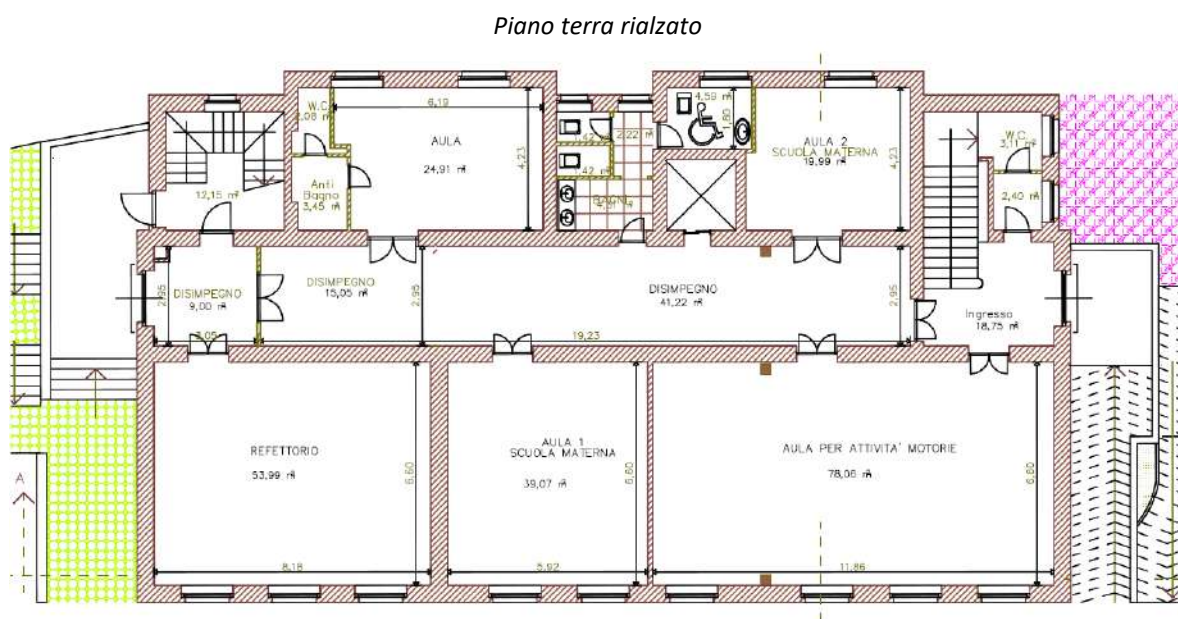 Piano terra rialzato
W.C.
2,08 m²
6,19
AULA
24,91 m²
4,23
Anti
Bagno
3,45 m²
12,15 m²
1,42
2,22 m²
BAGNI
4,59 m²
1,80
AULA 2
SCUOLA MATERNA
19,99 m²
4,23
W.C.
3,11 m²
2,40
DISIMPEGNO
9,00 m²
2,95
3,05
DISIMPEGNO
15,05 m²
2,95
19,23
DISIMPEGNO
41,22 m²
2,95
Ingresso
18,75 m²
REFETTORIO
53,99 m²
6,60
8,18
AULA 1
SCUOLA MATERNA
39,07 m²
6,60
5,92
AULA PER ATTIVITA' MOTORIE
78,06 m²
6,60
11,86
A